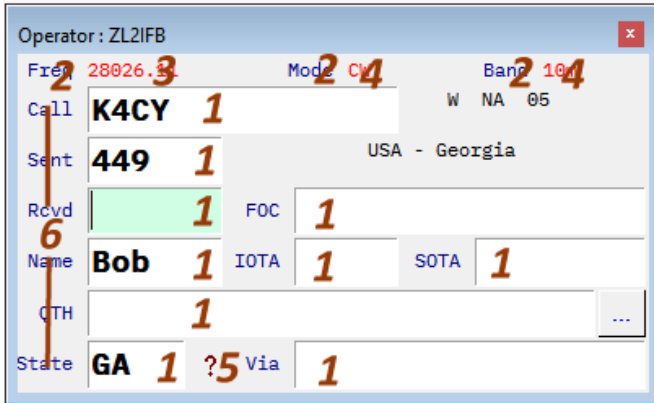 Operator : ZL2IFB x
Freq 2 28026.11 3 Mode 2 CW 4 Band 2 10m 4
Call K4CY 1 W NA 05
Sent 449 1 USA - Georgia
Rcvd 1 FOC 1
6
Name Bob 1 IOTA 1 SOTA 1
QTH 1 ...
State GA 1 ?5 Via 1